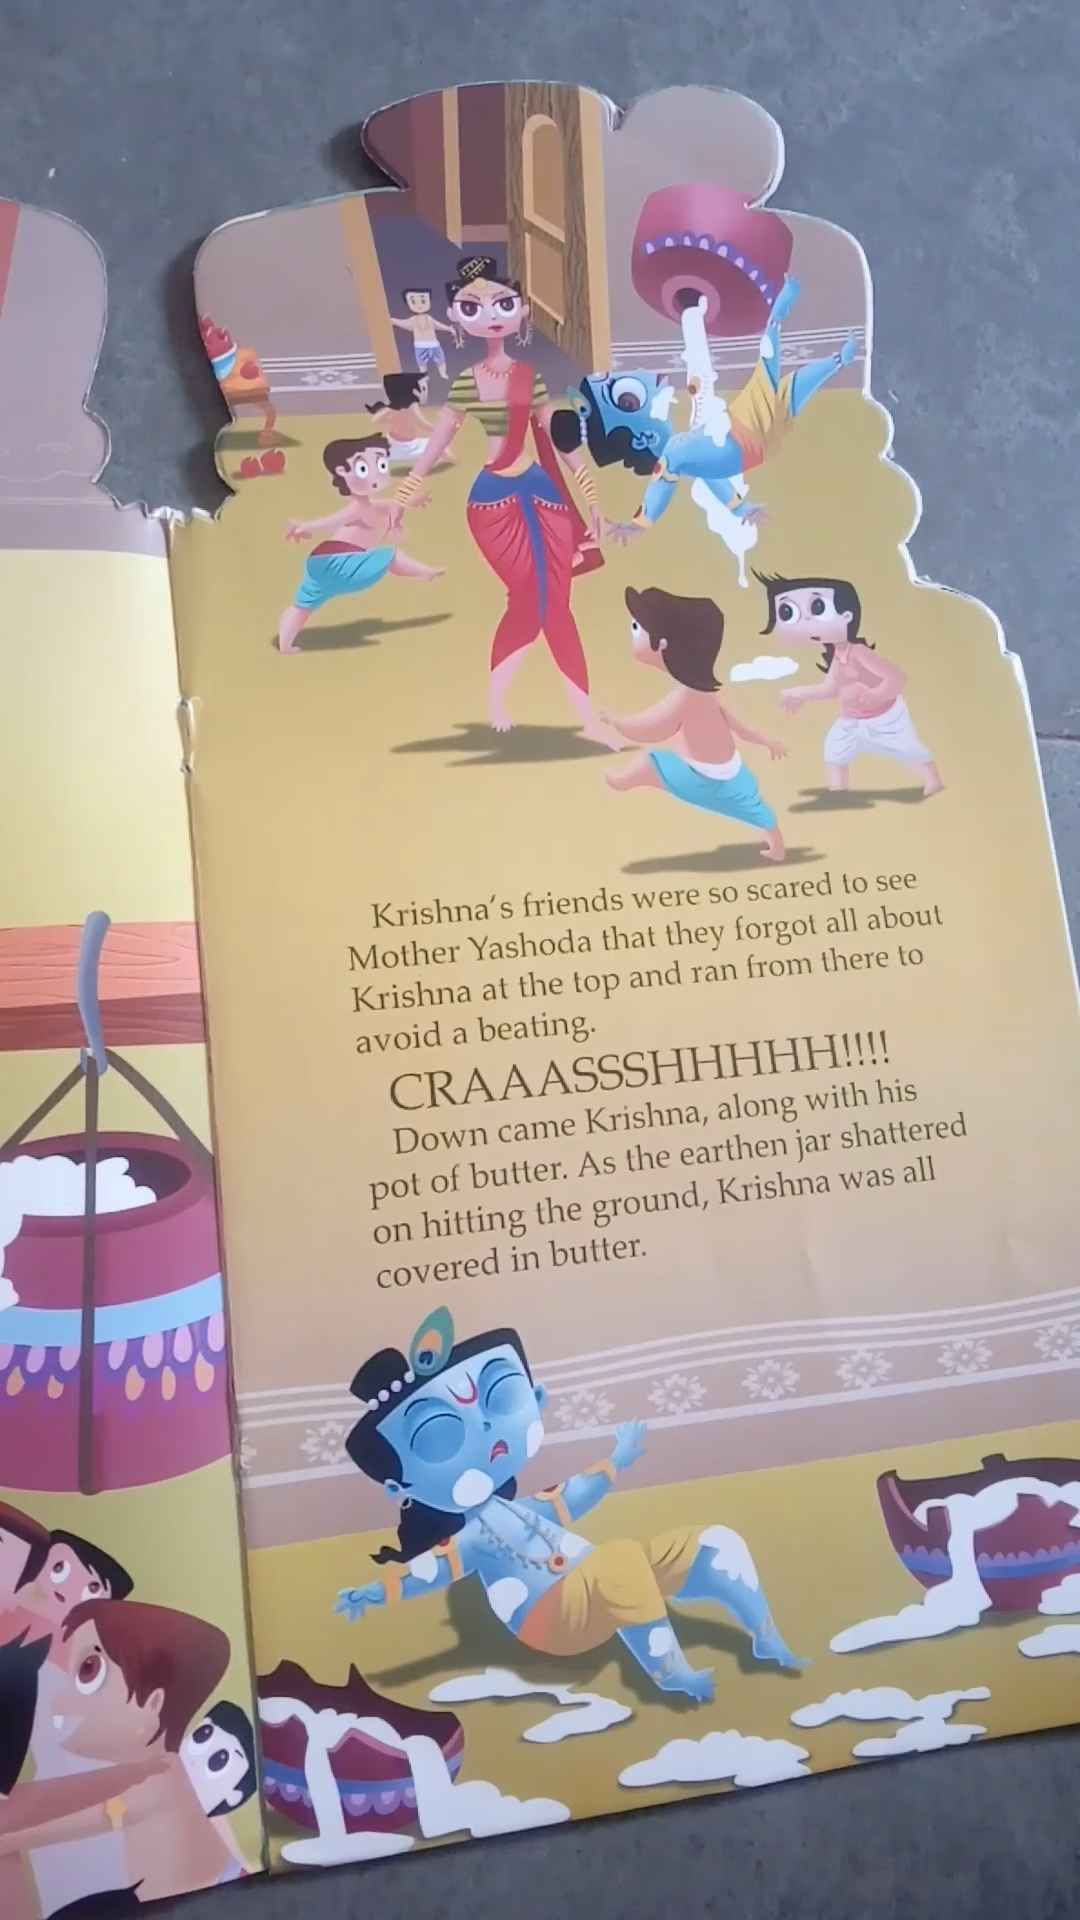 Krishna's friends were so scared to see
Mother Yashoda that they forgot all about
Krishna at the top and ran from there to
avoid a beating.
CRAAASSSHHHHH!!!!
Down came Krishna, along with his
pot of butter. As the earthen jar shattered
on hitting the ground, Krishna was all
covered in butter.